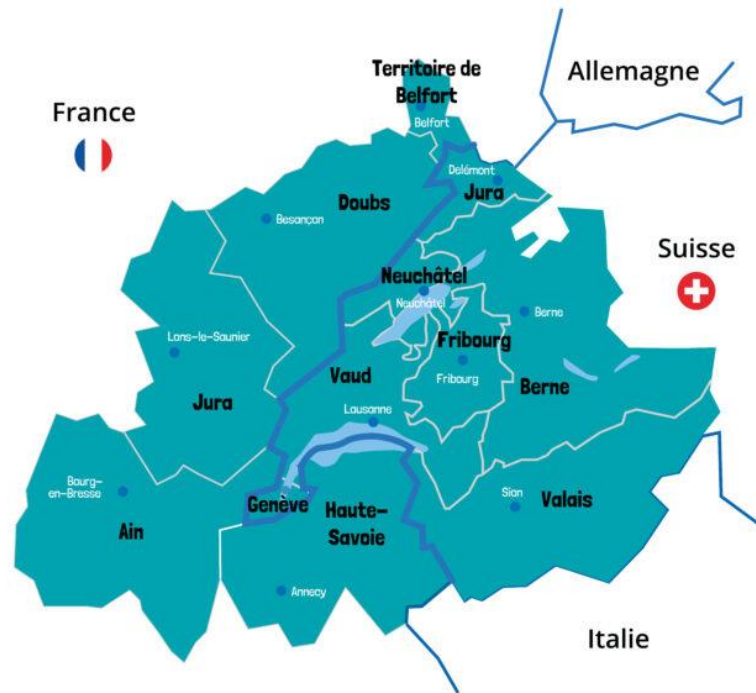 Territoire de
Belfort
Belfort
Allemagne
France
Delémont
Jura
Doubs
Besançon
Suisse
Neuchâtel
Neuchâtel
Berne
Fribourg
Fribourg
Lons-le-Saunier
Vaud
Berne
Jura
Lausanne
Bourg-
en-Bresse
Genève
Haute-
Savoie
Sion
Valais
Ain
Annecy
Italie